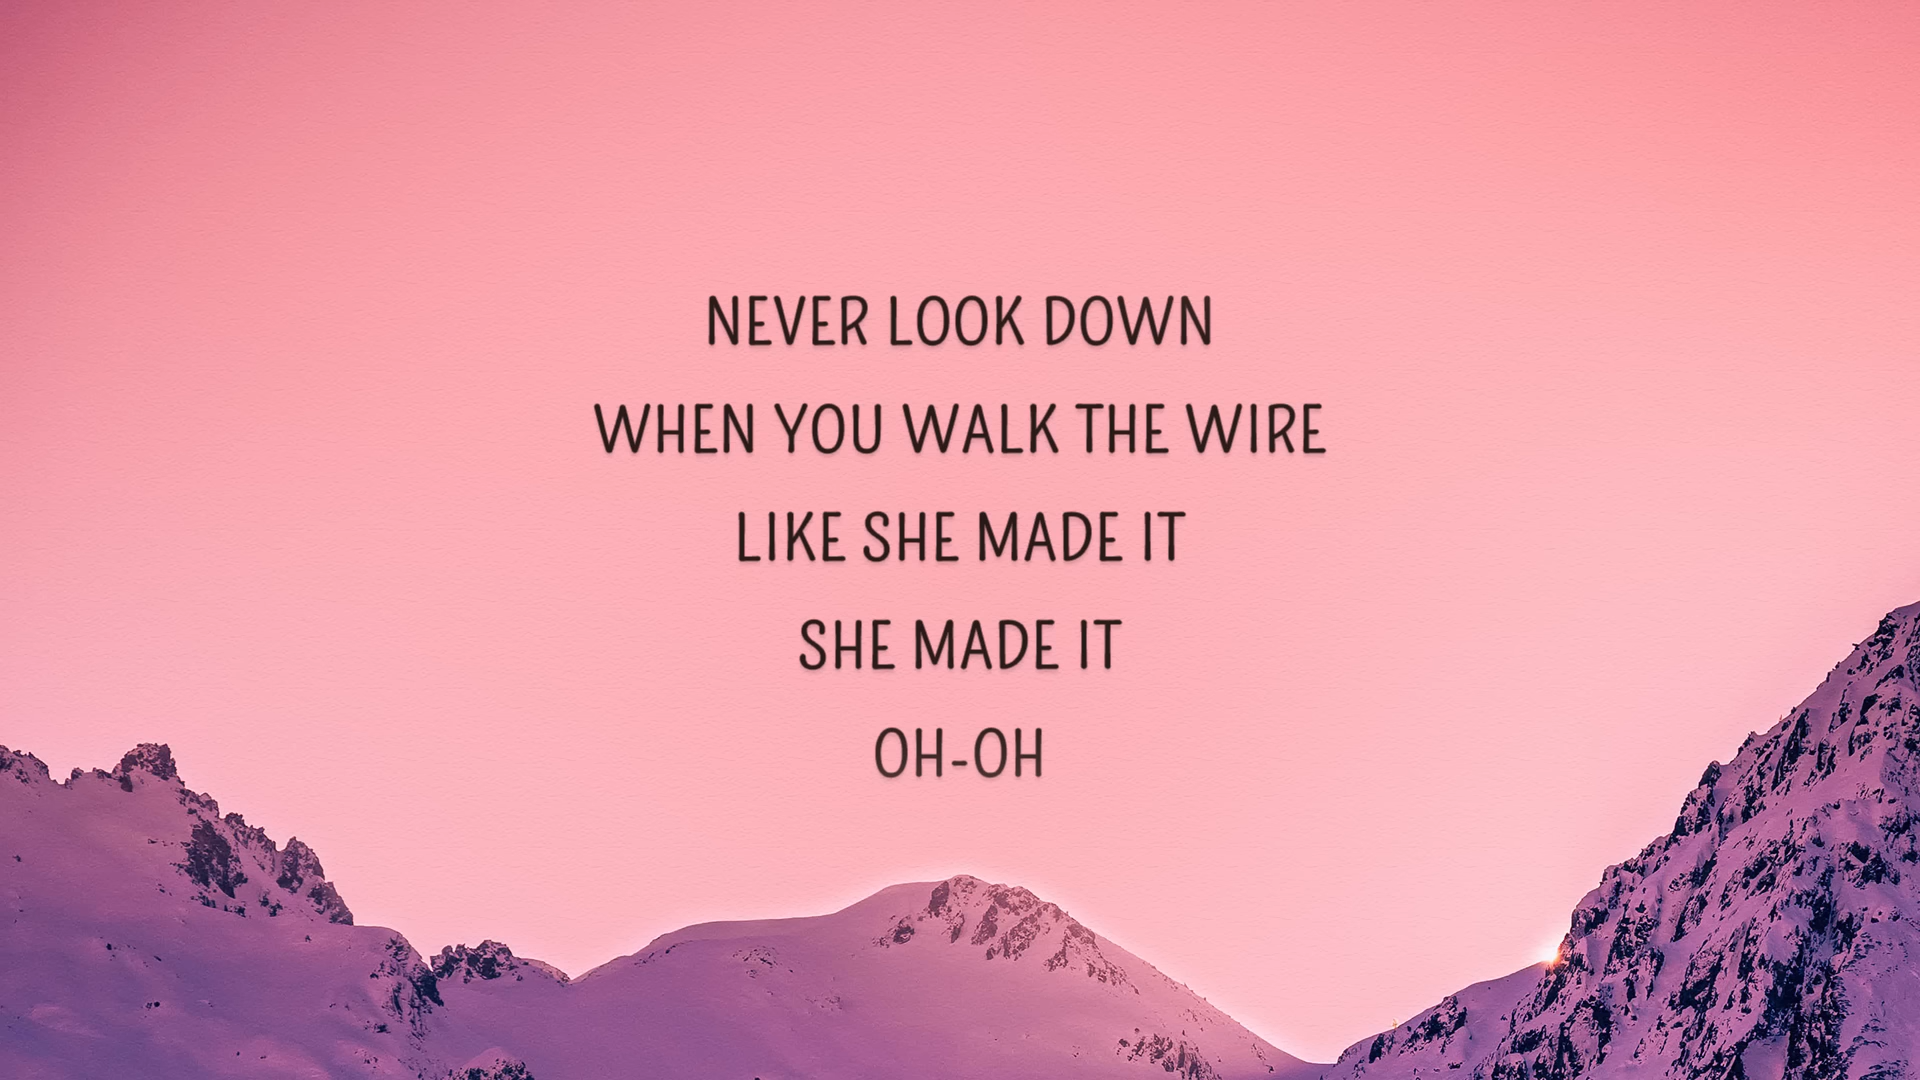 NEVER LOOK DOWN
WHEN YOU WALK THE WIRE
LIKE SHE MADE IT
SHE MADE IT
OH-OH